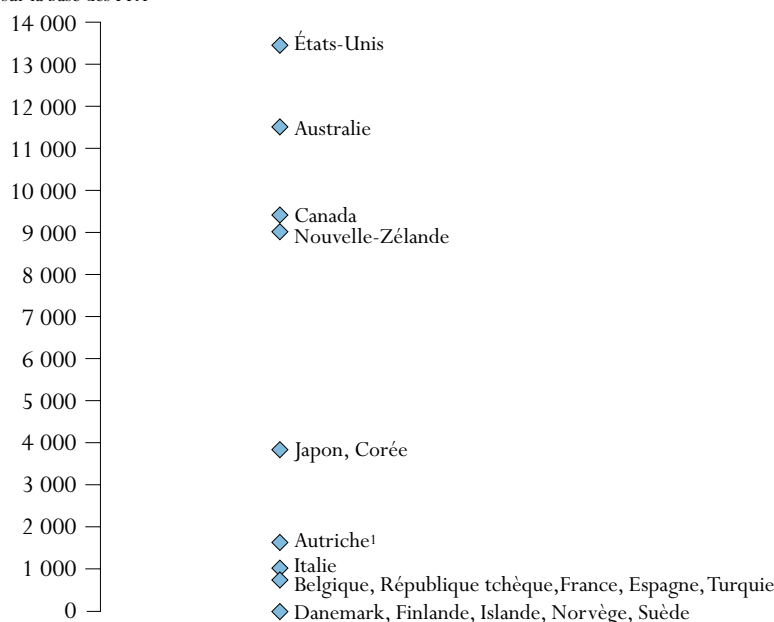 14 000
États-Unis
13 000
12 000
Australie
11 000
10 000
Canada
9 000
Nouvelle-Zélande
8 000
7 000
6 000
5 000
4 000
Japon, Corée
3 000
2 000
Autriche1
1 000
Italie
Belgique, République tchèque,France, Espagne,Turquie
0
Danemark, Finlande, Islande, Norvège, Suède